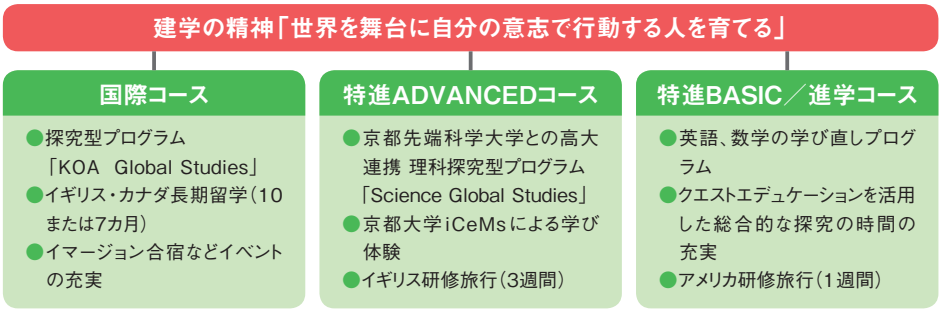 建学の精神「世界を舞台に自分の意志で行動する人を育てる」
国際コース
●探究型プログラム
「KOA Global Studies」
●イギリス・カナダ長期留学(10
または7カ月)
●イマージョン合宿などイベント
の充実
特進ADVANCEDコース
●京都先端科学大学との高大
連携 理科探究型プログラム
「Science Global Studies」
●京都大学iCeMsによる学び
体験
●イギリス研修旅行(3週間)
特進BASIC/進学コース
●英語、数学の学び直しプログ
ラム
●クエストエデュケーションを活用
した総合的な探究の時間の
充実
●アメリカ研修旅行(1週間)